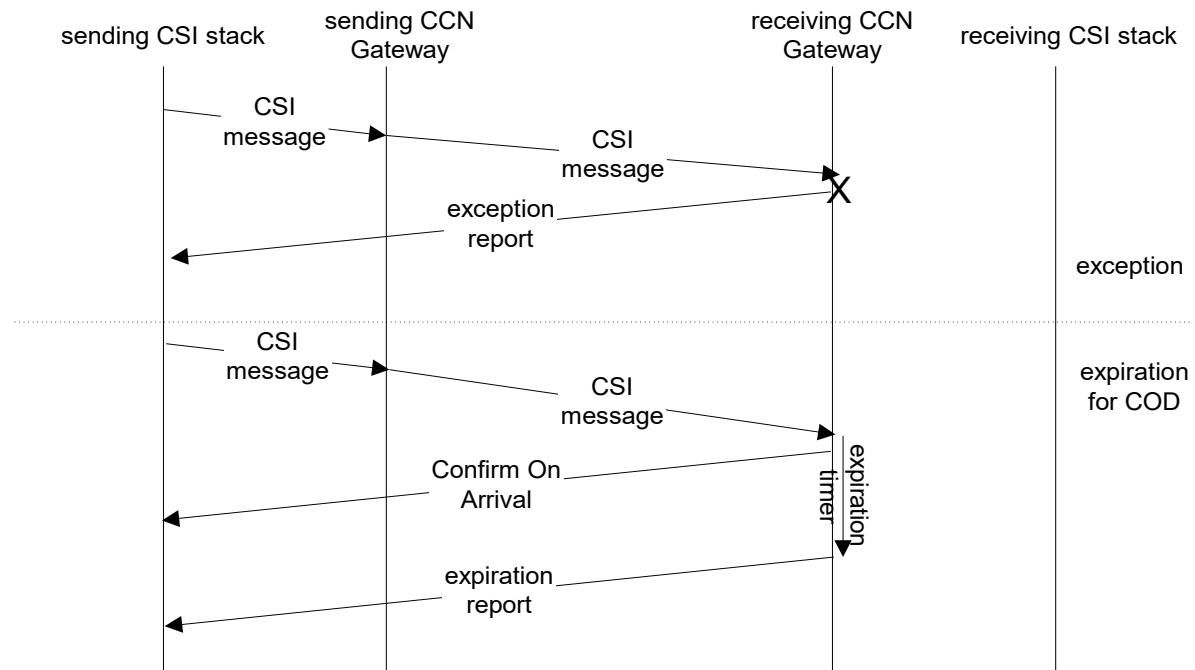 sending CSI stack
sending CCN
Gateway
receiving CCN
Gateway
receiving CSI stack
CSI
message
CSI
message
X
exception
report
exception
CSI
message
expiration
for COD
CSI
message
expiration
timer
Confirm On
Arrival
expiration
report